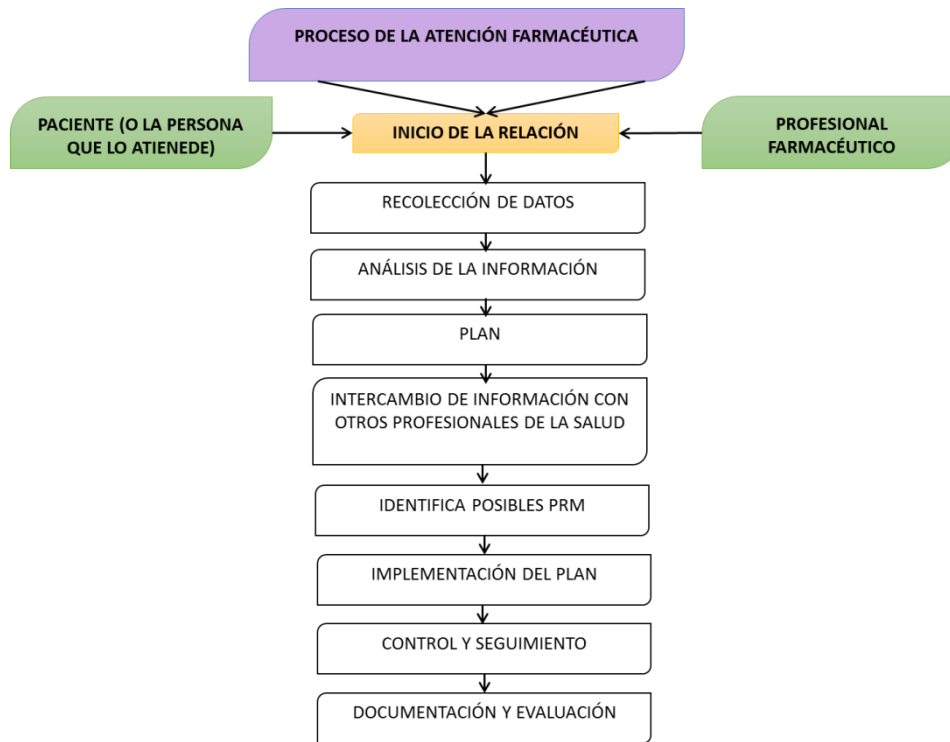 PROCESO DE LA ATENCIÓN FARMACÉUTICA
PACIENTE (O LA PERSONA
QUE LO ATIENEDE)
INICIO DE LA RELACIÓN
PROFESIONAL
FARMACÉUTICO
RECOLECCIÓN DE DATOS
ANÁLISIS DE LA INFORMACIÓN
PLAN
INTERCAMBIO DE INFORMACIÓN CON
OTROS PROFESIONALES DE LA SALUD
IDENTIFICA POSIBLES PRM
IMPLEMENTACIÓN DEL PLAN
CONTROL Y SEGUIMIENTO
DOCUMENTACIÓN Y EVALUACIÓN